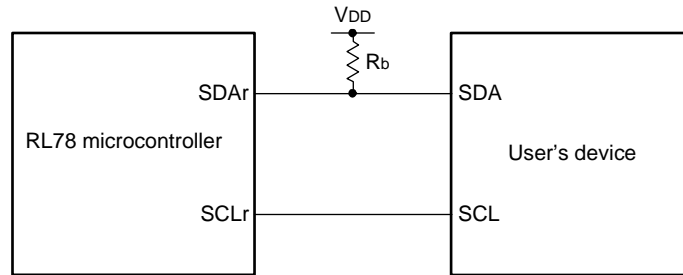 VDD
Rb
SDAr
SDA
RL78 microcontroller
User's device
SCLr
SCL